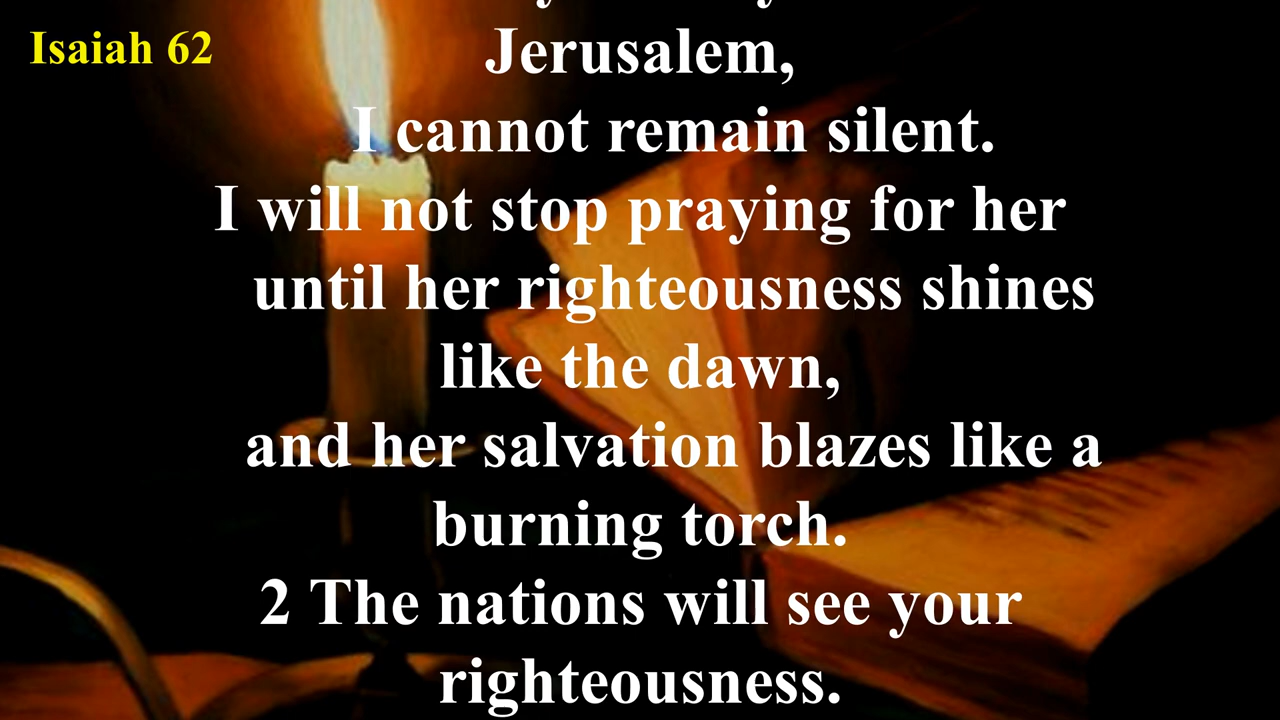 Isaiah 62
Jerusalem,
I cannot remain silent.
I will not stop praying for her
until her righteousness shines
like the dawn,
and her salvation blazes like a
burning torch.
2 The nations will see your
righteousness.